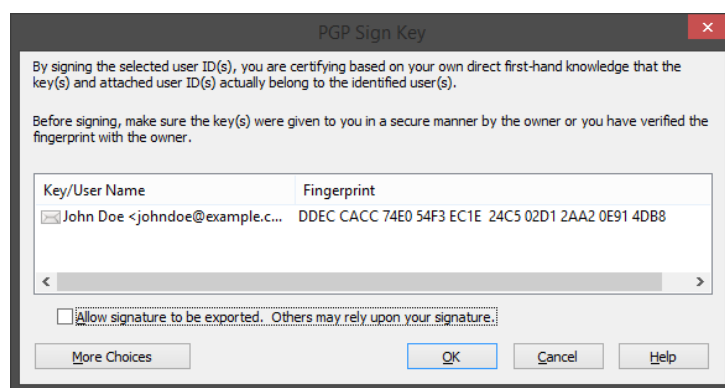 PGP Sign Key
By signing the selected user ID(s), you are certifying based on your own direct first-hand knowledge that the
key(s) and attached user ID(s) actually belong to the identified user(s).
Before signing, make sure the key(s) were given to you in a secure manner by the owner or you have verified the
fingerprint with the owner.
Key/User Name Fingerprint
John Doe <johndoe@example.c... DDEC CACC 74E0 54F3 EC1E 24C5 02D1 2AA2 0E91 4DB8
Allow signature to be exported. Others may rely upon your signature.
More Choices OK Cancel Help